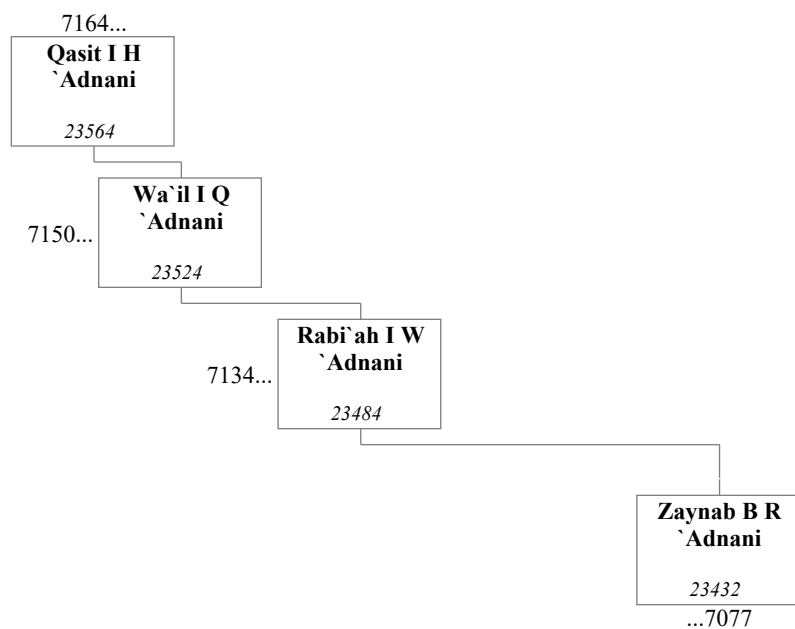 7164...
Qasit I H
`Adnani
23564
Wa`il I Q
`Adnani
7150...
23524
Rabi`ah I W
`Adnani
7134...
23484
Zaynab B R
`Adnani
23432
...7077